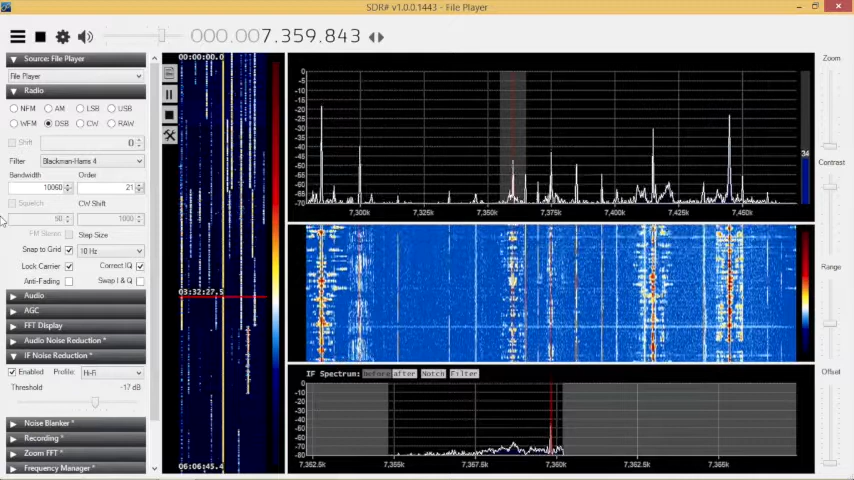 SDR# v1.0.0.1443 - File Player
000.007.359.843
Source: File Player
File Player
Radio
NFM AM LSB USB
WFM DSB CW RAW
Shift 0
Filter Blackman-Harris 4
Bandwidth Order
10060 21
Squelch CW Shift
50 1000
FM Stereo Step Size
Snap to Grid 10 Hz
Lock Carrier Correct IQ
Anti-Fading Swap I & Q
Audio
AGC
FFT Display
Audio Noise Reduction *
IF Noise Reduction *
Enabled Profile: Hi-Fi
Threshold -17 dB
Noise Blanker *
Recording *
Zoom FFT *
Frequency Manager *
00:00:00.0
03:32:27.5
06:06:45.4
0
-5
-10
-15
-20
-25
-30
-35
-40
-45
-50
-55
-60
-65
-70
7,300k 7,325k 7,350k 7,375k 7,400k 7,425k 7,450k
34
IF Spectrum: before after Notch Filter
0
-10
-20
-30
-40
-50
-60
-70
-80
7,352.5k 7,355k 7,357.5k 7,360k 7,362.5k 7,365k
Zoom
Contrast
Range
Offset